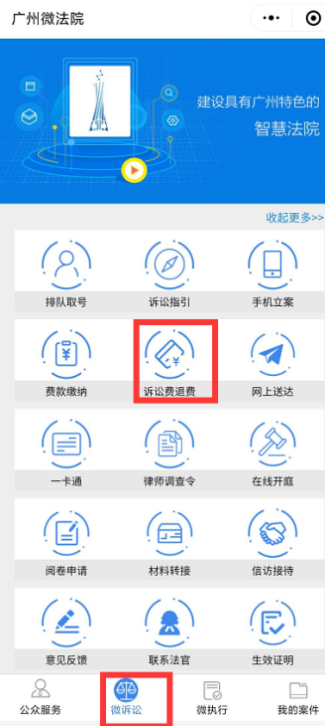 广州微法院
建设具有广州特色的
智慧法院
收起更多>>
排队取号
诉讼指引
手机立案
费款缴纳
诉讼费退费
网上送达
一卡通
律师调查令
在线开庭
阅卷申请
材料转接
信访接待
意见反馈
联系法官
生效证明
公众服务
微诉讼
微执行
我的案件